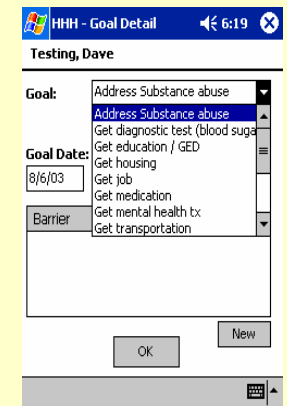 HHH - Goal Detail 6:19
Testing, Dave
Goal: Address Substance abuse
Address Substance abuse
Get diagnostic test (blood suga
Get education / GED
Goal Date:
Get housing
8/6/03
Get job
Get medication
Get mental health tx
Barrier
Get transportation
New
OK